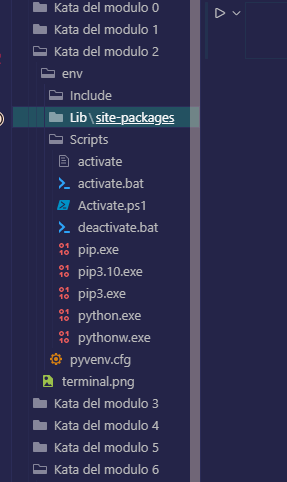 Kata del modulo 0
Kata del modulo 1
Kata del modulo 2
env
Include
Lib\site-packages
Scripts
activate
activate.bat
Activate.ps1
deactivate.bat
pip.exe
pip3.10.exe
pip3.exe
python.exe
pythonw.exe
pyvenv.cfg
terminal.png
Kata del modulo 3
Kata del modulo 4
Kata del modulo 5
Kata del modulo 6